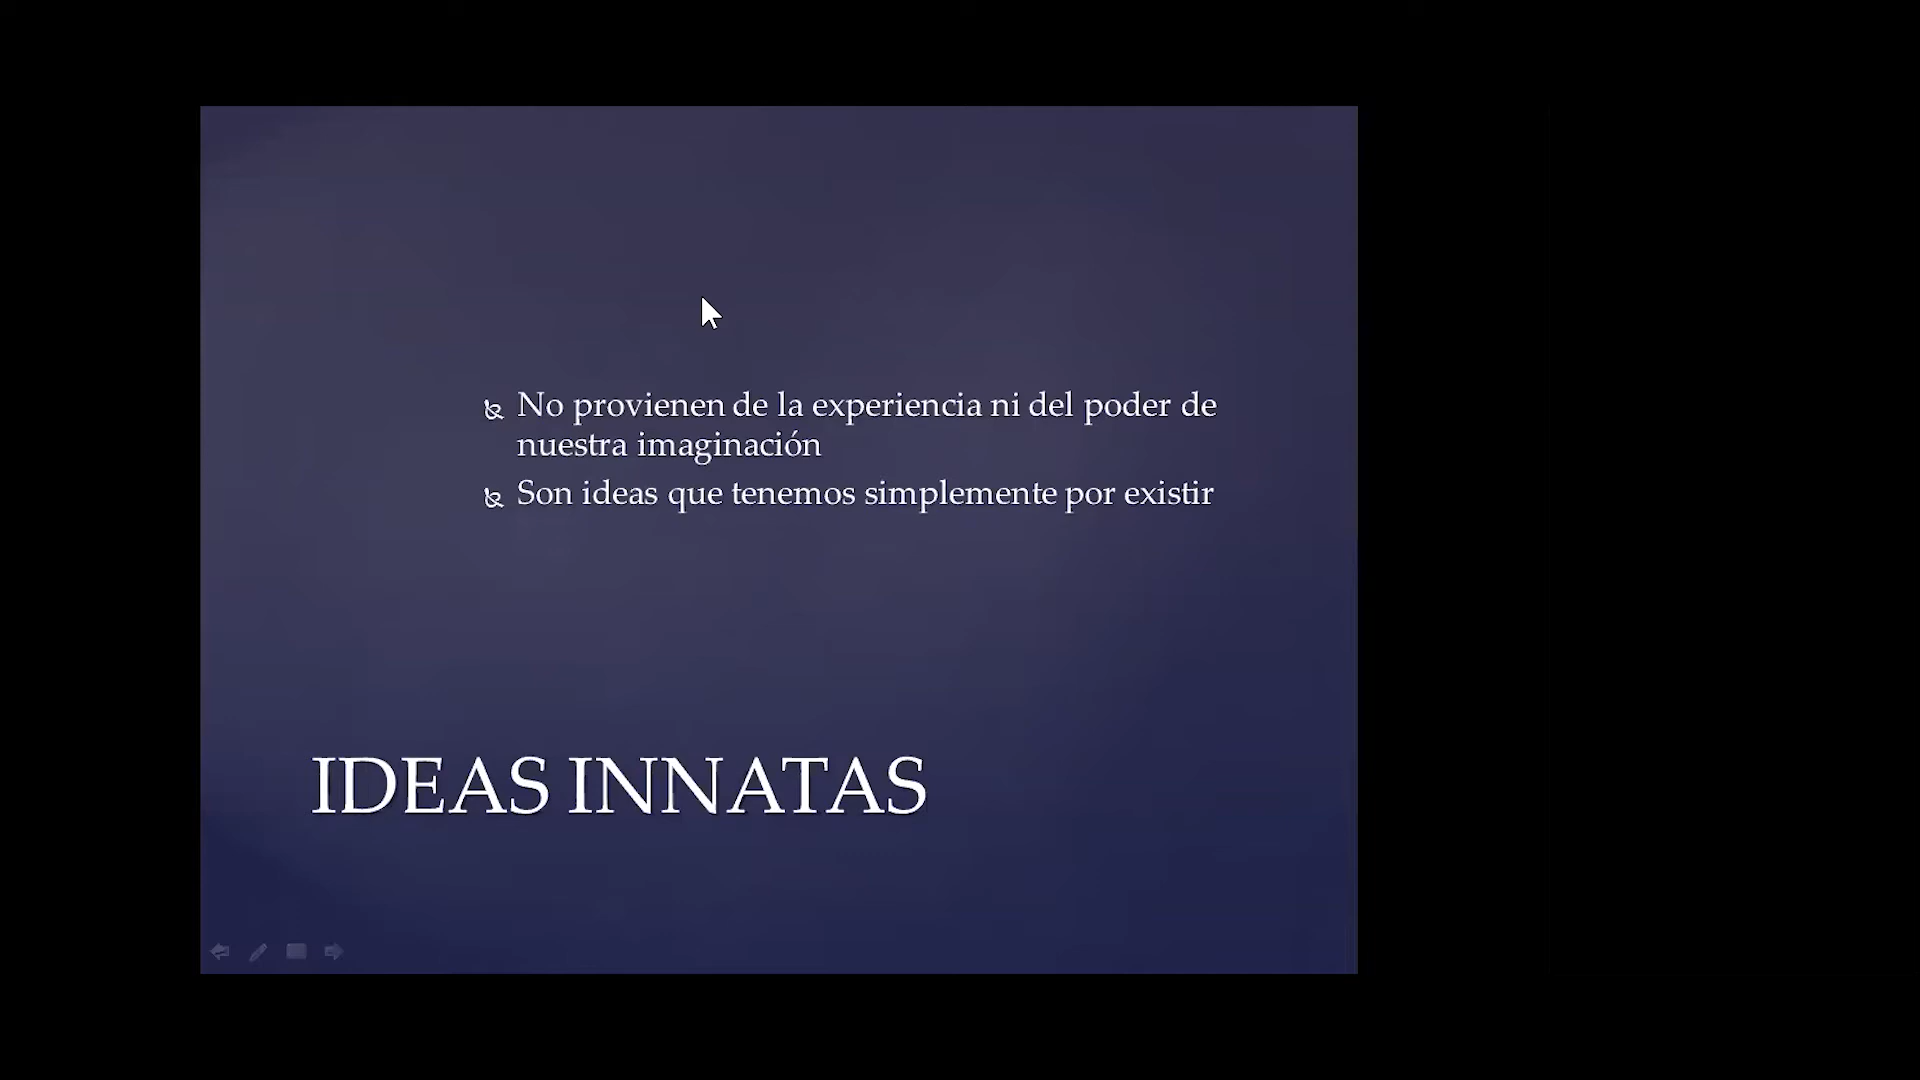 No provienen de la experiencia ni del poder de
nuestra imaginación
Son ideas que tenemos simplemente por existir
IDEAS INNATAS